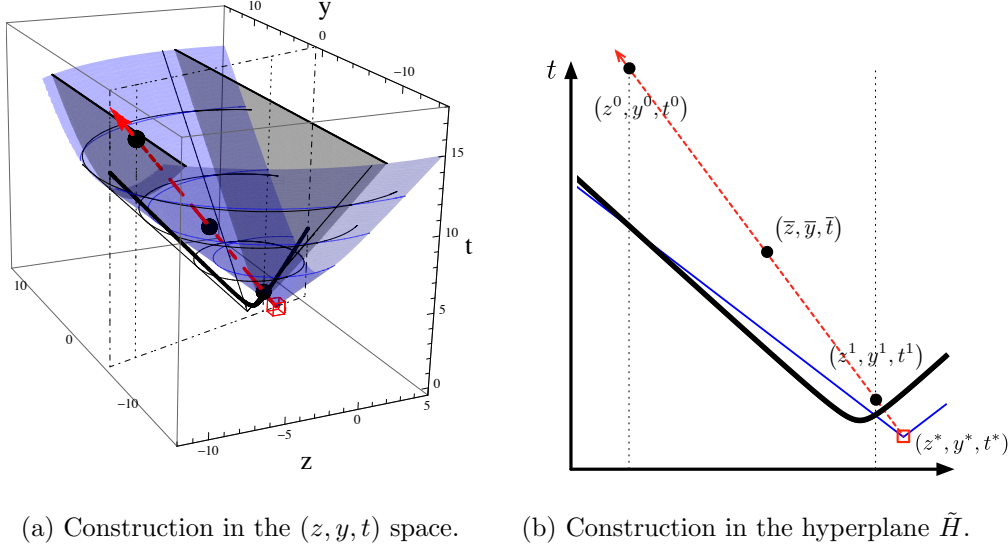 y
10
0
−10
15
10
t
5
0
10
0
−10
−10
−5
0
5
z
t
(z⁰, y⁰, t⁰)
(z̅, y̅, t̅)
(z¹, y¹, t¹)
(z*, y*, t*)
(a) Construction in the (z, y, t) space.
(b) Construction in the hyperplane H̃.